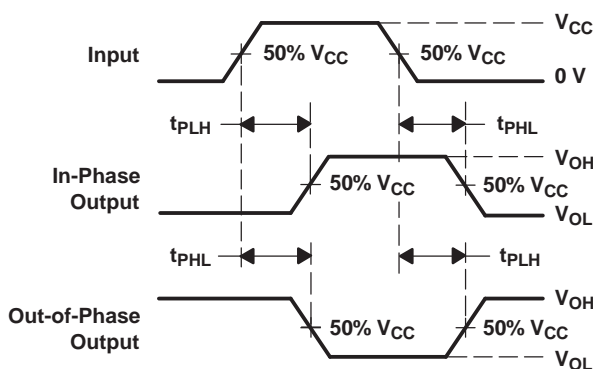 Input
50% VCC
50% VCC
VCC
0 V
tPLH
tPHL
In-Phase
Output
50% VCC
50% VCC
VOH
VOL
tPHL
tPLH
Out-of-Phase
Output
50% VCC
50% VCC
VOH
VOL